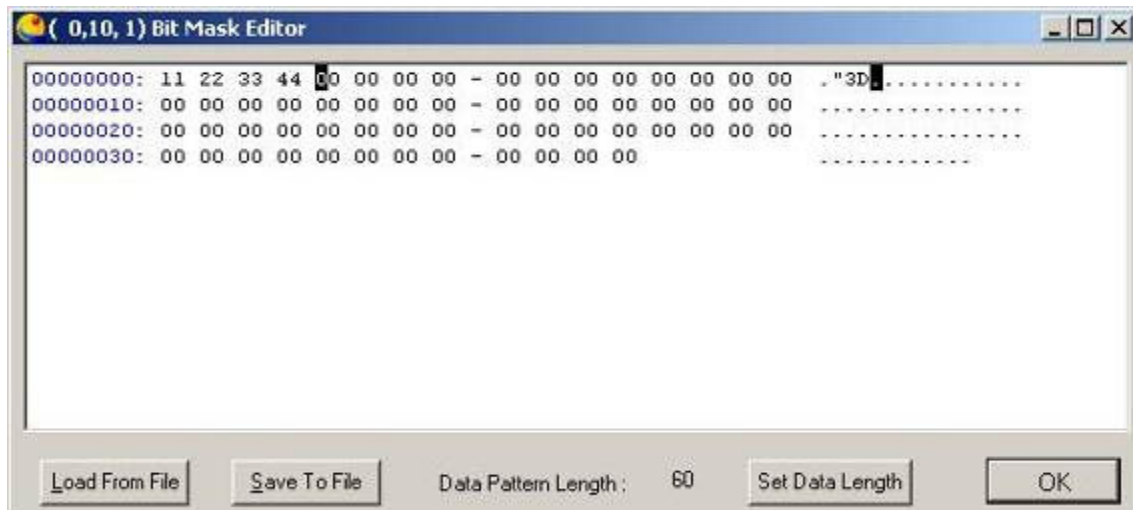 ( 0,10, 1) Bit Mask Editor
00000000: 11 22 33 44 00 00 00 00 - 00 00 00 00 00 00 00 00 ."3D............
00000010: 00 00 00 00 00 00 00 00 - 00 00 00 00 00 00 00 00 ................
00000020: 00 00 00 00 00 00 00 00 - 00 00 00 00 00 00 00 00 ................
00000030: 00 00 00 00 00 00 00 00 - 00 00 00 00 ............
Load From File Save To File Data Pattern Length : 60 Set Data Length OK